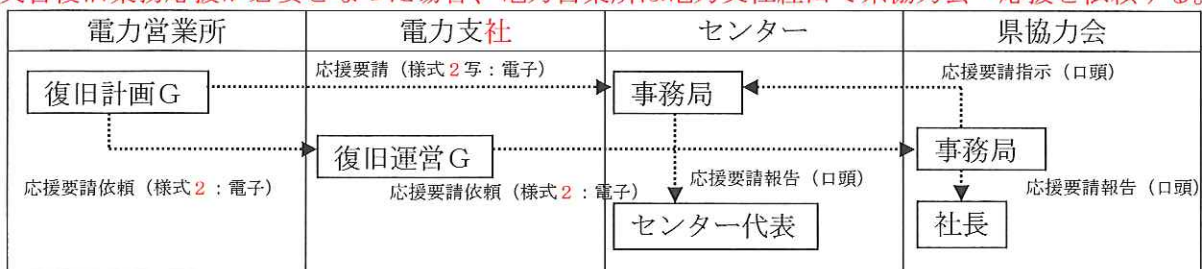 災害復旧業務応援が必要となった場合、電力営業所は電力支社経由で県協力会へ応援を依頼する。
電力営業所 電力支社 センター 県協力会
応援要請（様式２写：電子） 応援要請指示（口頭）
復旧計画Ｇ 事務局
復旧運営Ｇ 事務局
応援要請依頼（様式２：電子） 応援要請依頼（様式２：電子） 応援要請報告（口頭） 応援要請報告（口頭）
センター代表 社長